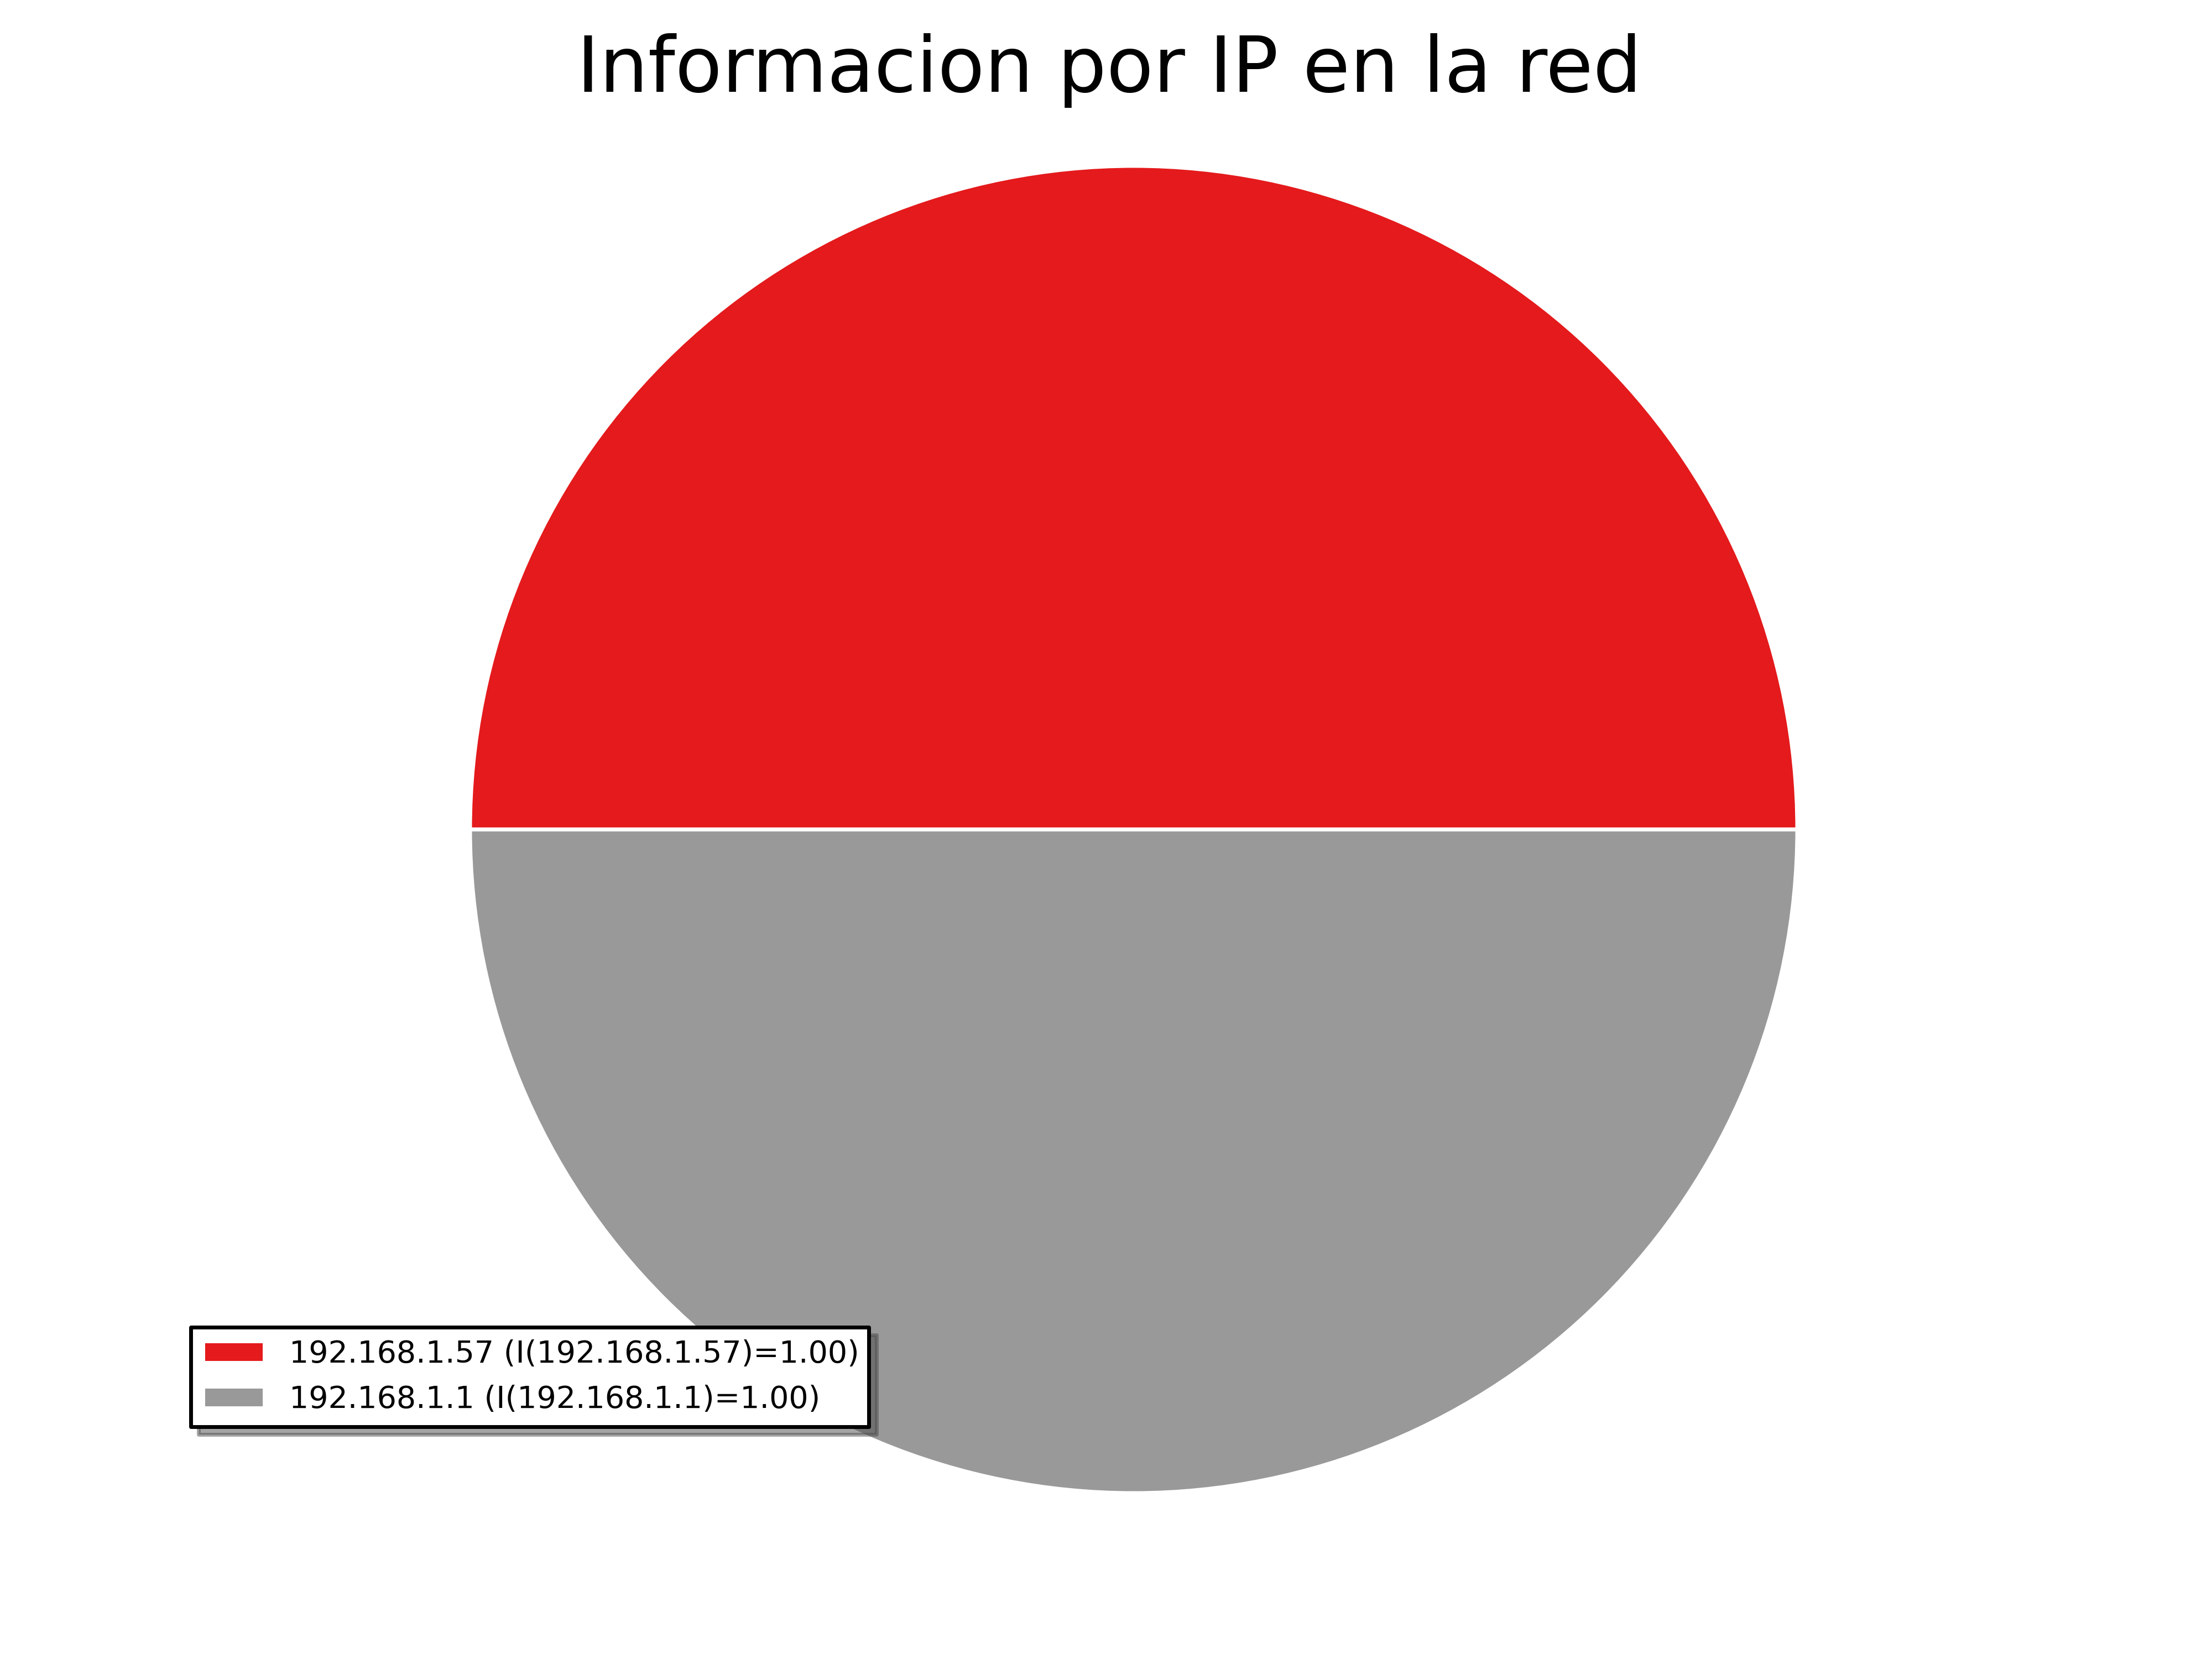 Informacion por IP en la red
192.168.1.57 (I(192.168.1.57)=1.00)
192.168.1.1 (I(192.168.1.1)=1.00)